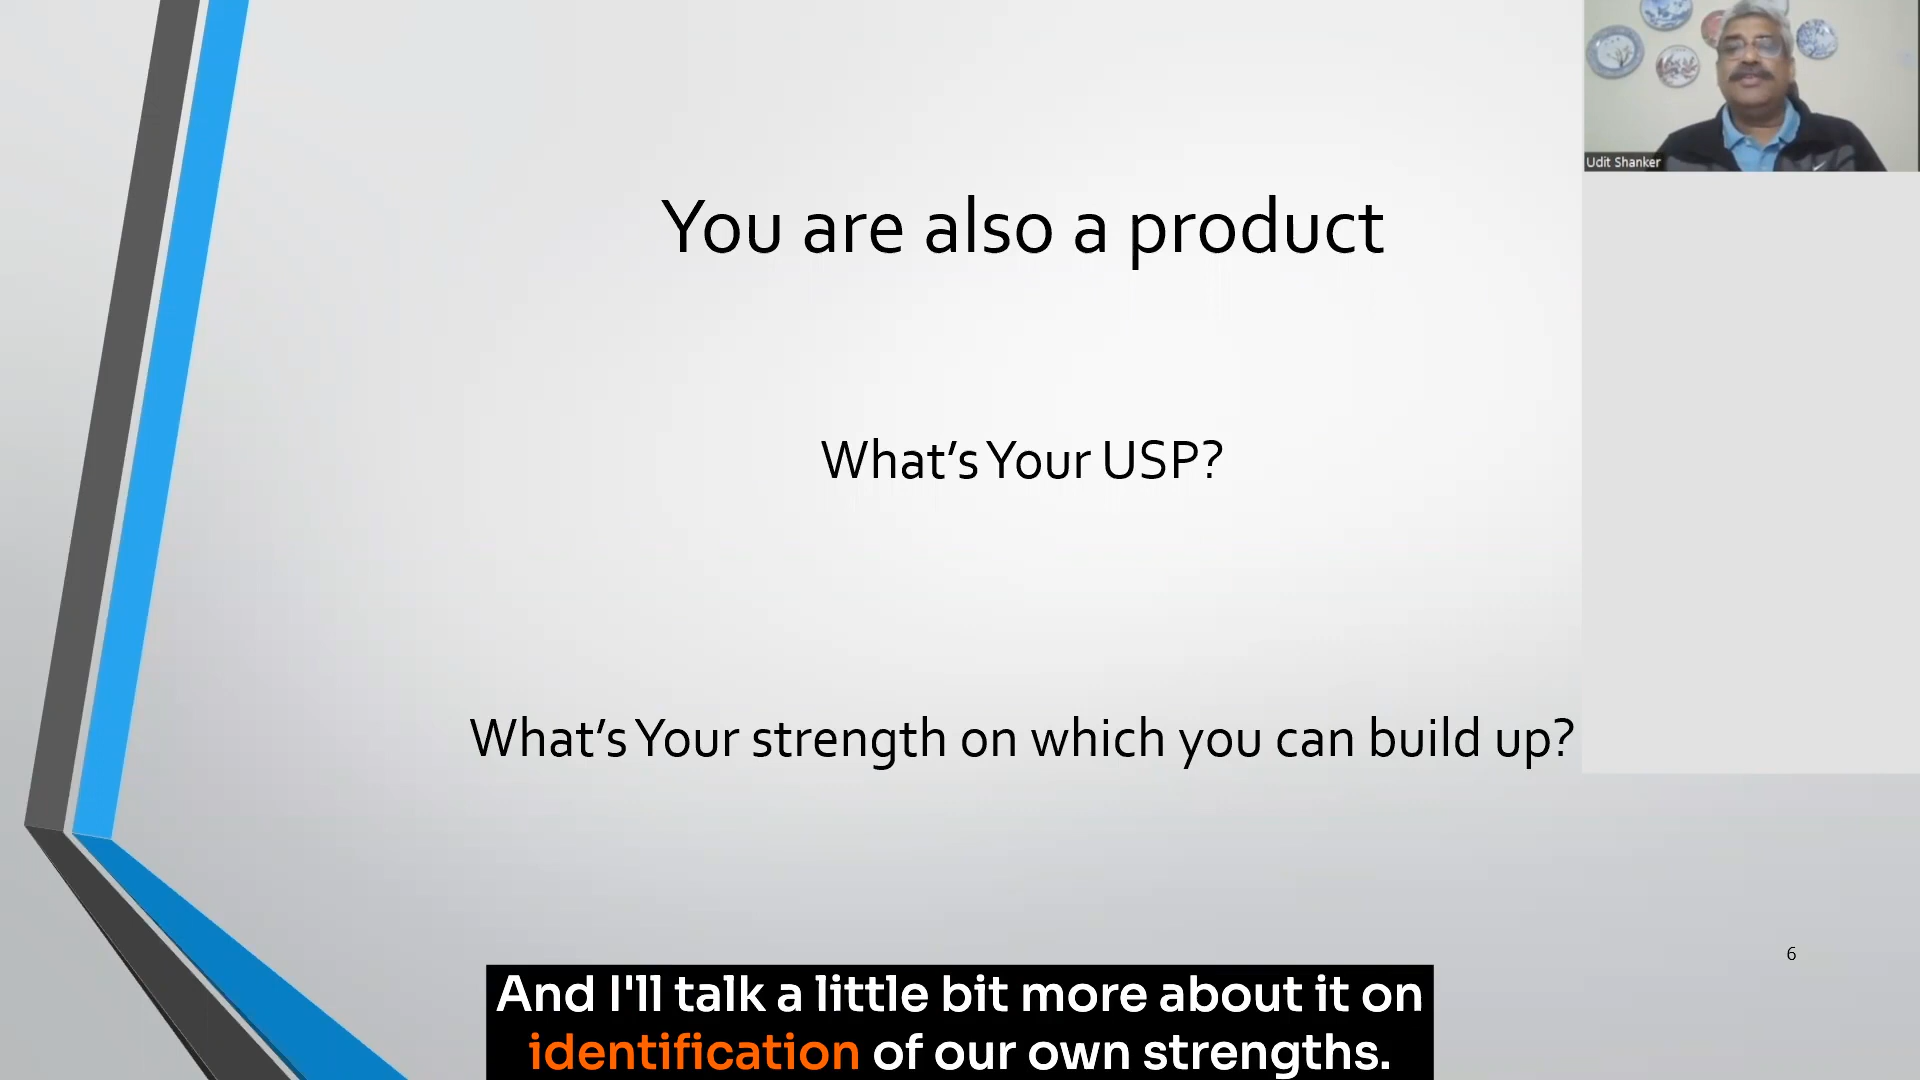 Udit Shanker
You are also a product
What's Your USP?
What's Your strength on which you can build up?
6
And I'll talk a little bit more about it on
identification of our own strengths.